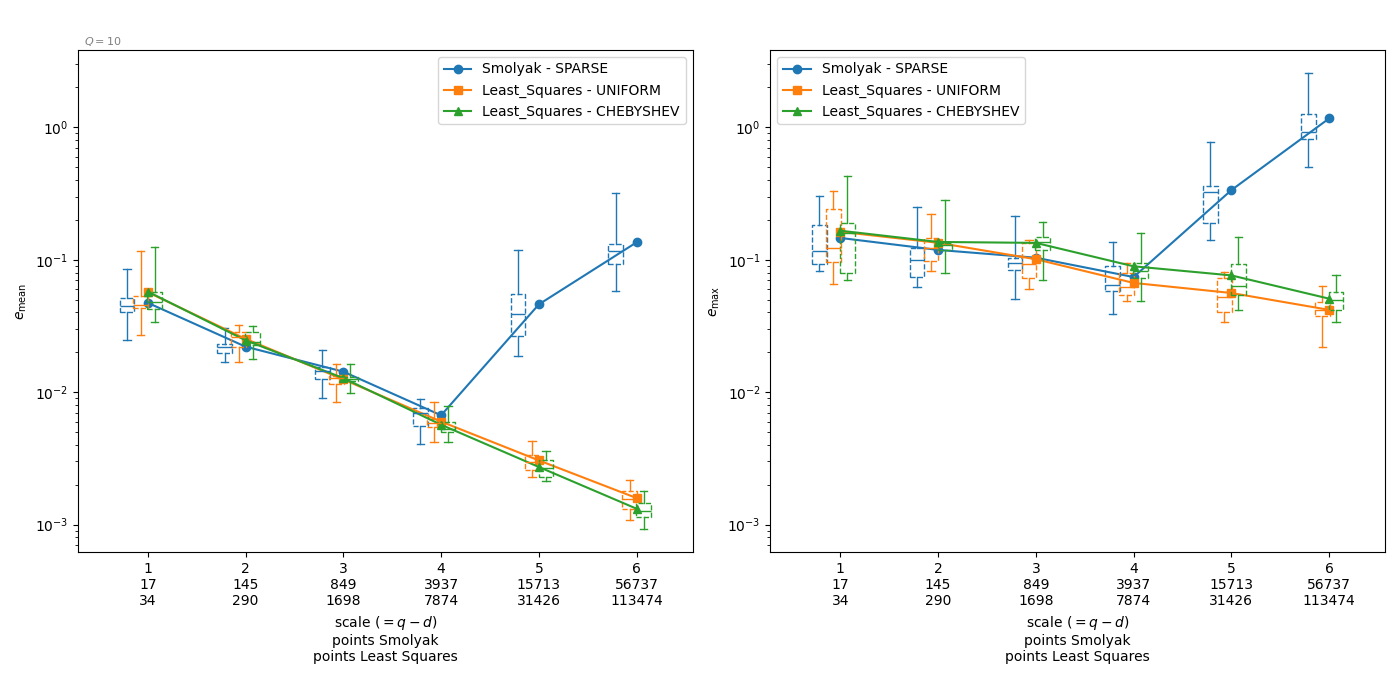 Q = 10
Smolyak - SPARSE
Least_Squares - UNIFORM
Least_Squares - CHEBYSHEV
10⁰
10⁻¹
10⁻²
10⁻³
e_mean
1 2 3 4 5 6
17 145 849 3937 15713 56737
34 290 1698 7874 31426 113474
scale (= q − d)
points Smolyak
points Least Squares
Smolyak - SPARSE
Least_Squares - UNIFORM
Least_Squares - CHEBYSHEV
10⁰
10⁻¹
10⁻²
10⁻³
e_max
1 2 3 4 5 6
17 145 849 3937 15713 56737
34 290 1698 7874 31426 113474
scale (= q − d)
points Smolyak
points Least Squares